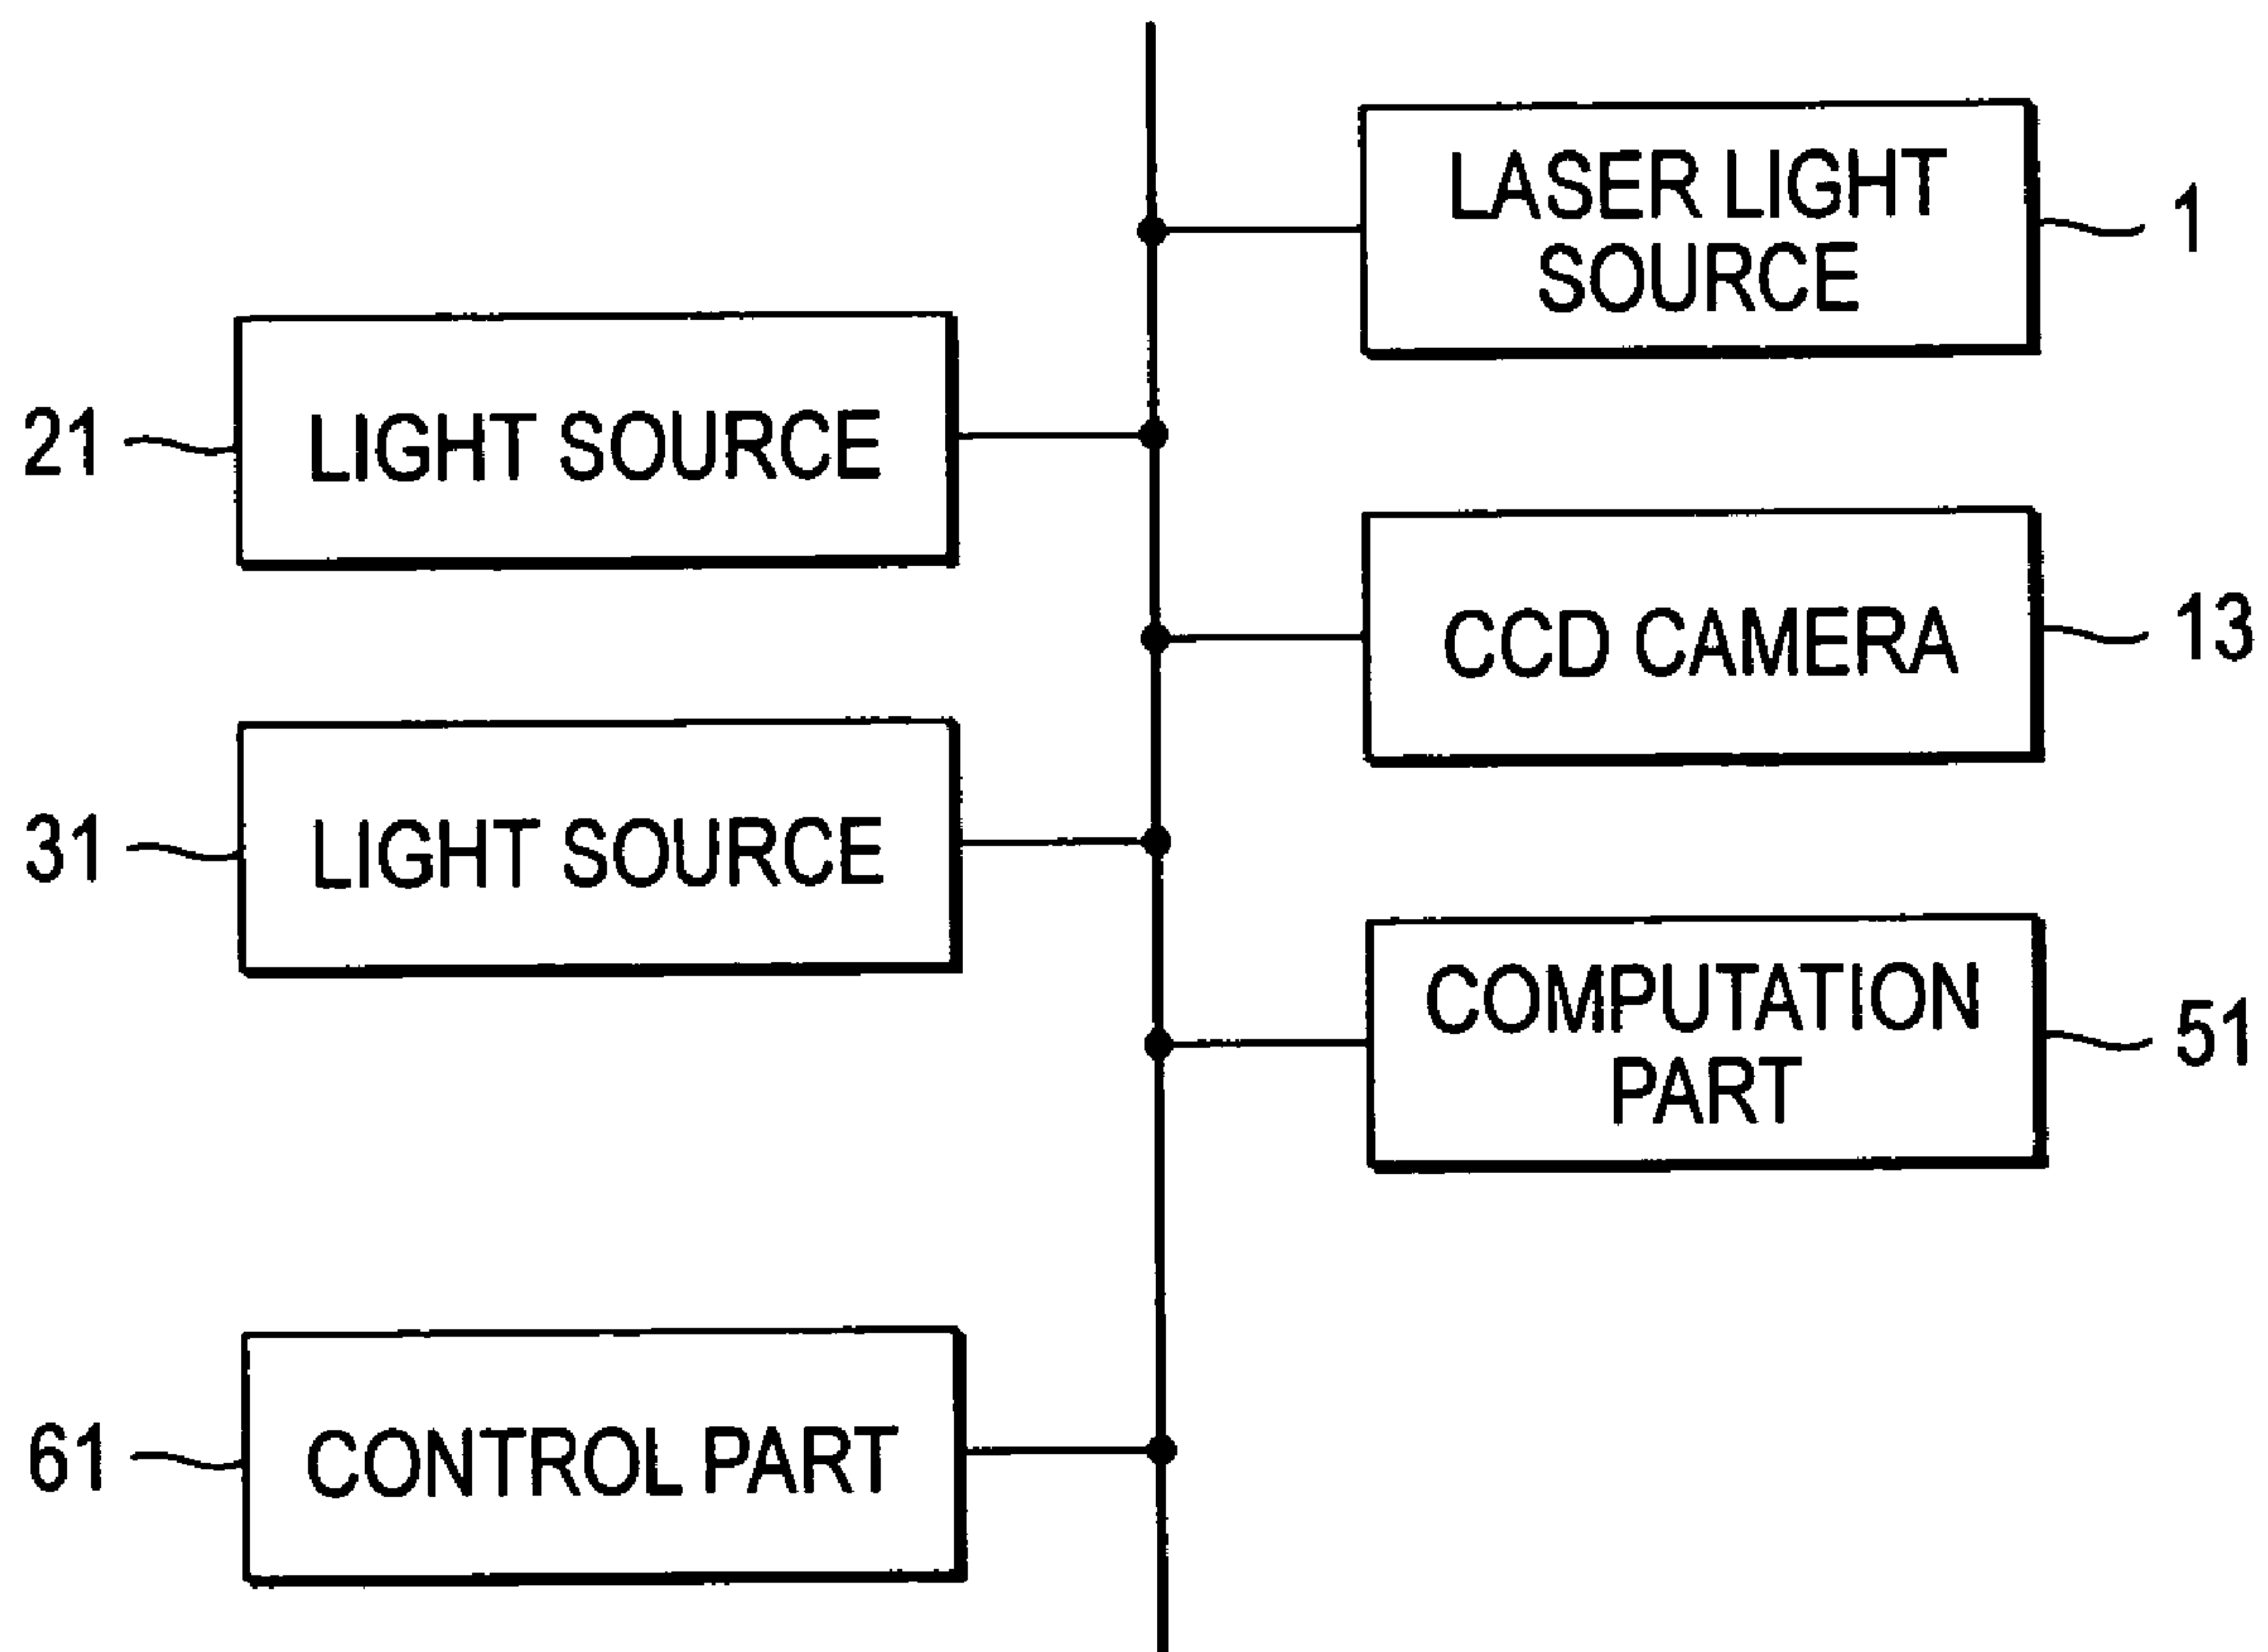 LASER LIGHT
SOURCE
1
21
LIGHT SOURCE
CCD CAMERA
13
31
LIGHT SOURCE
COMPUTATION
PART
51
61
CONTROL PART